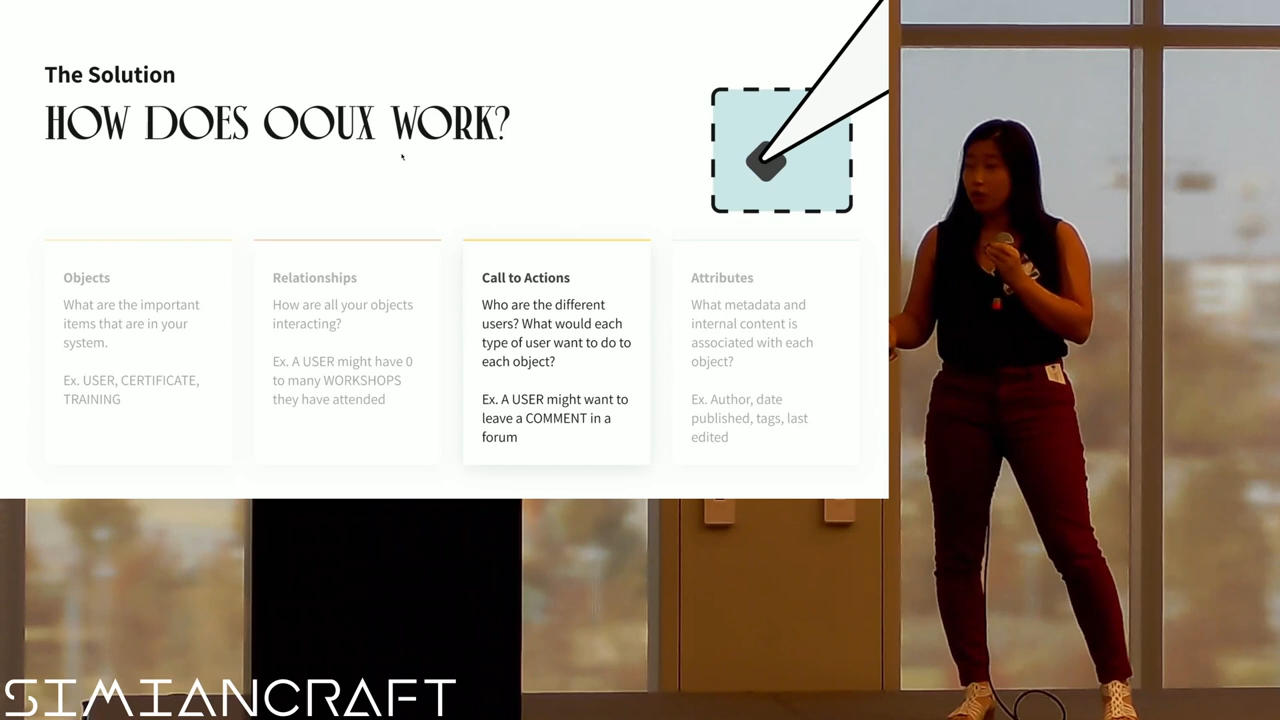 The Solution
HOW DOES OOUX WORK?
Objects
What are the important
items that are in your
system.
Ex. USER, CERTIFICATE,
TRAINING
Relationships
How are all your objects
interacting?
Ex. A USER might have 0
to many WORKSHOPS
they have attended
Call to Actions
Who are the different
users? What would each
type of user want to do to
each object?
Ex. A USER might want to
leave a COMMENT in a
forum
Attributes
What metadata and
internal content is
associated with each
object?
Ex. Author, date
published, tags, last
edited
SIMIANCRAFT